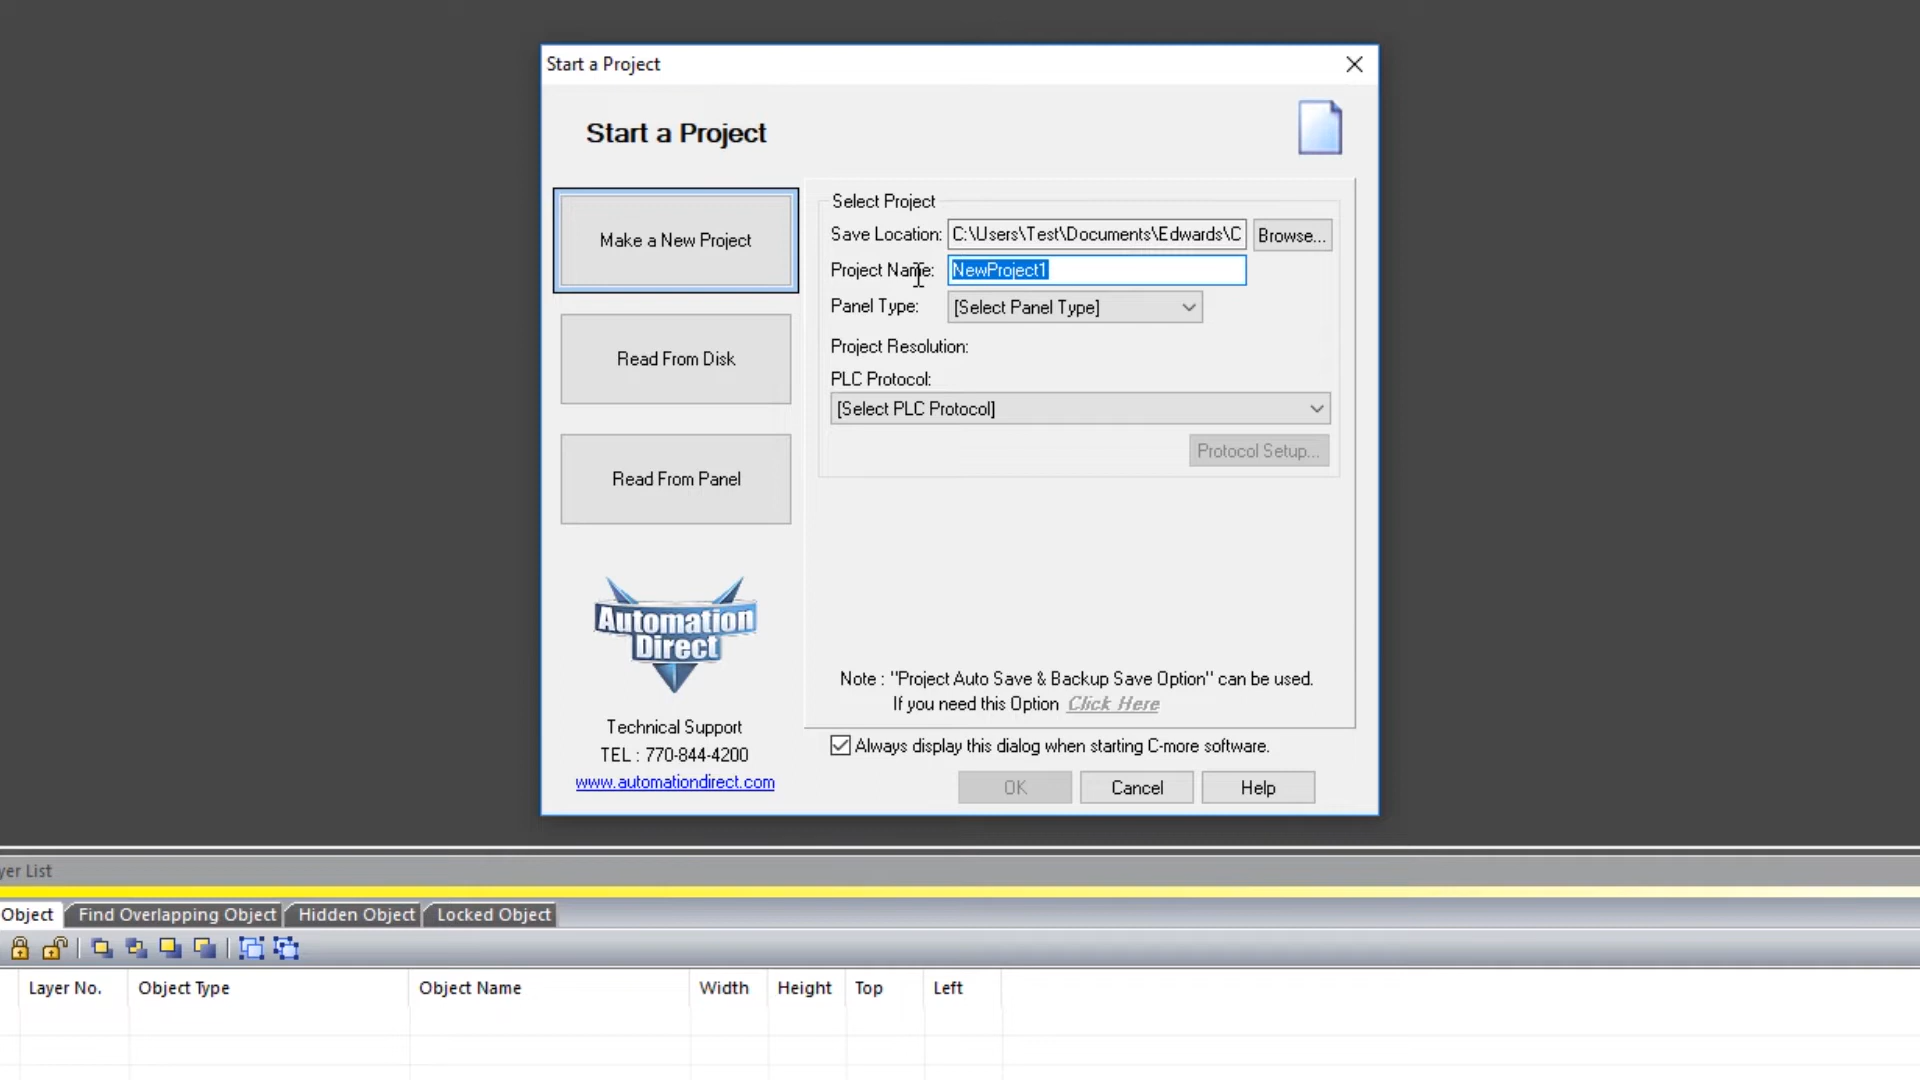 Start a Project
Start a Project
Make a New Project
Read From Disk
Read From Panel
Select Project
Save Location: C:\Users\Test\Documents\Edwards\C Browse...
Project Name: NewProject1
Panel Type: [Select Panel Type]
Project Resolution:
PLC Protocol:
[Select PLC Protocol]
Protocol Setup...
Automation
Direct
Technical Support
TEL : 770-844-4200
www.automationdirect.com
Note : "Project Auto Save & Backup Save Option" can be used.
If you need this Option Click Here
Always display this dialog when starting C-more software.
OK Cancel Help
yer List
Object Find Overlapping Object Hidden Object Locked Object
Layer No. Object Type Object Name Width Height Top Left